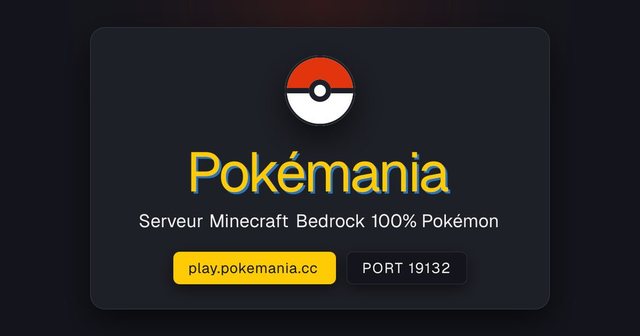 Pokémania
Serveur Minecraft Bedrock 100% Pokémon
play.pokemania.cc PORT 19132